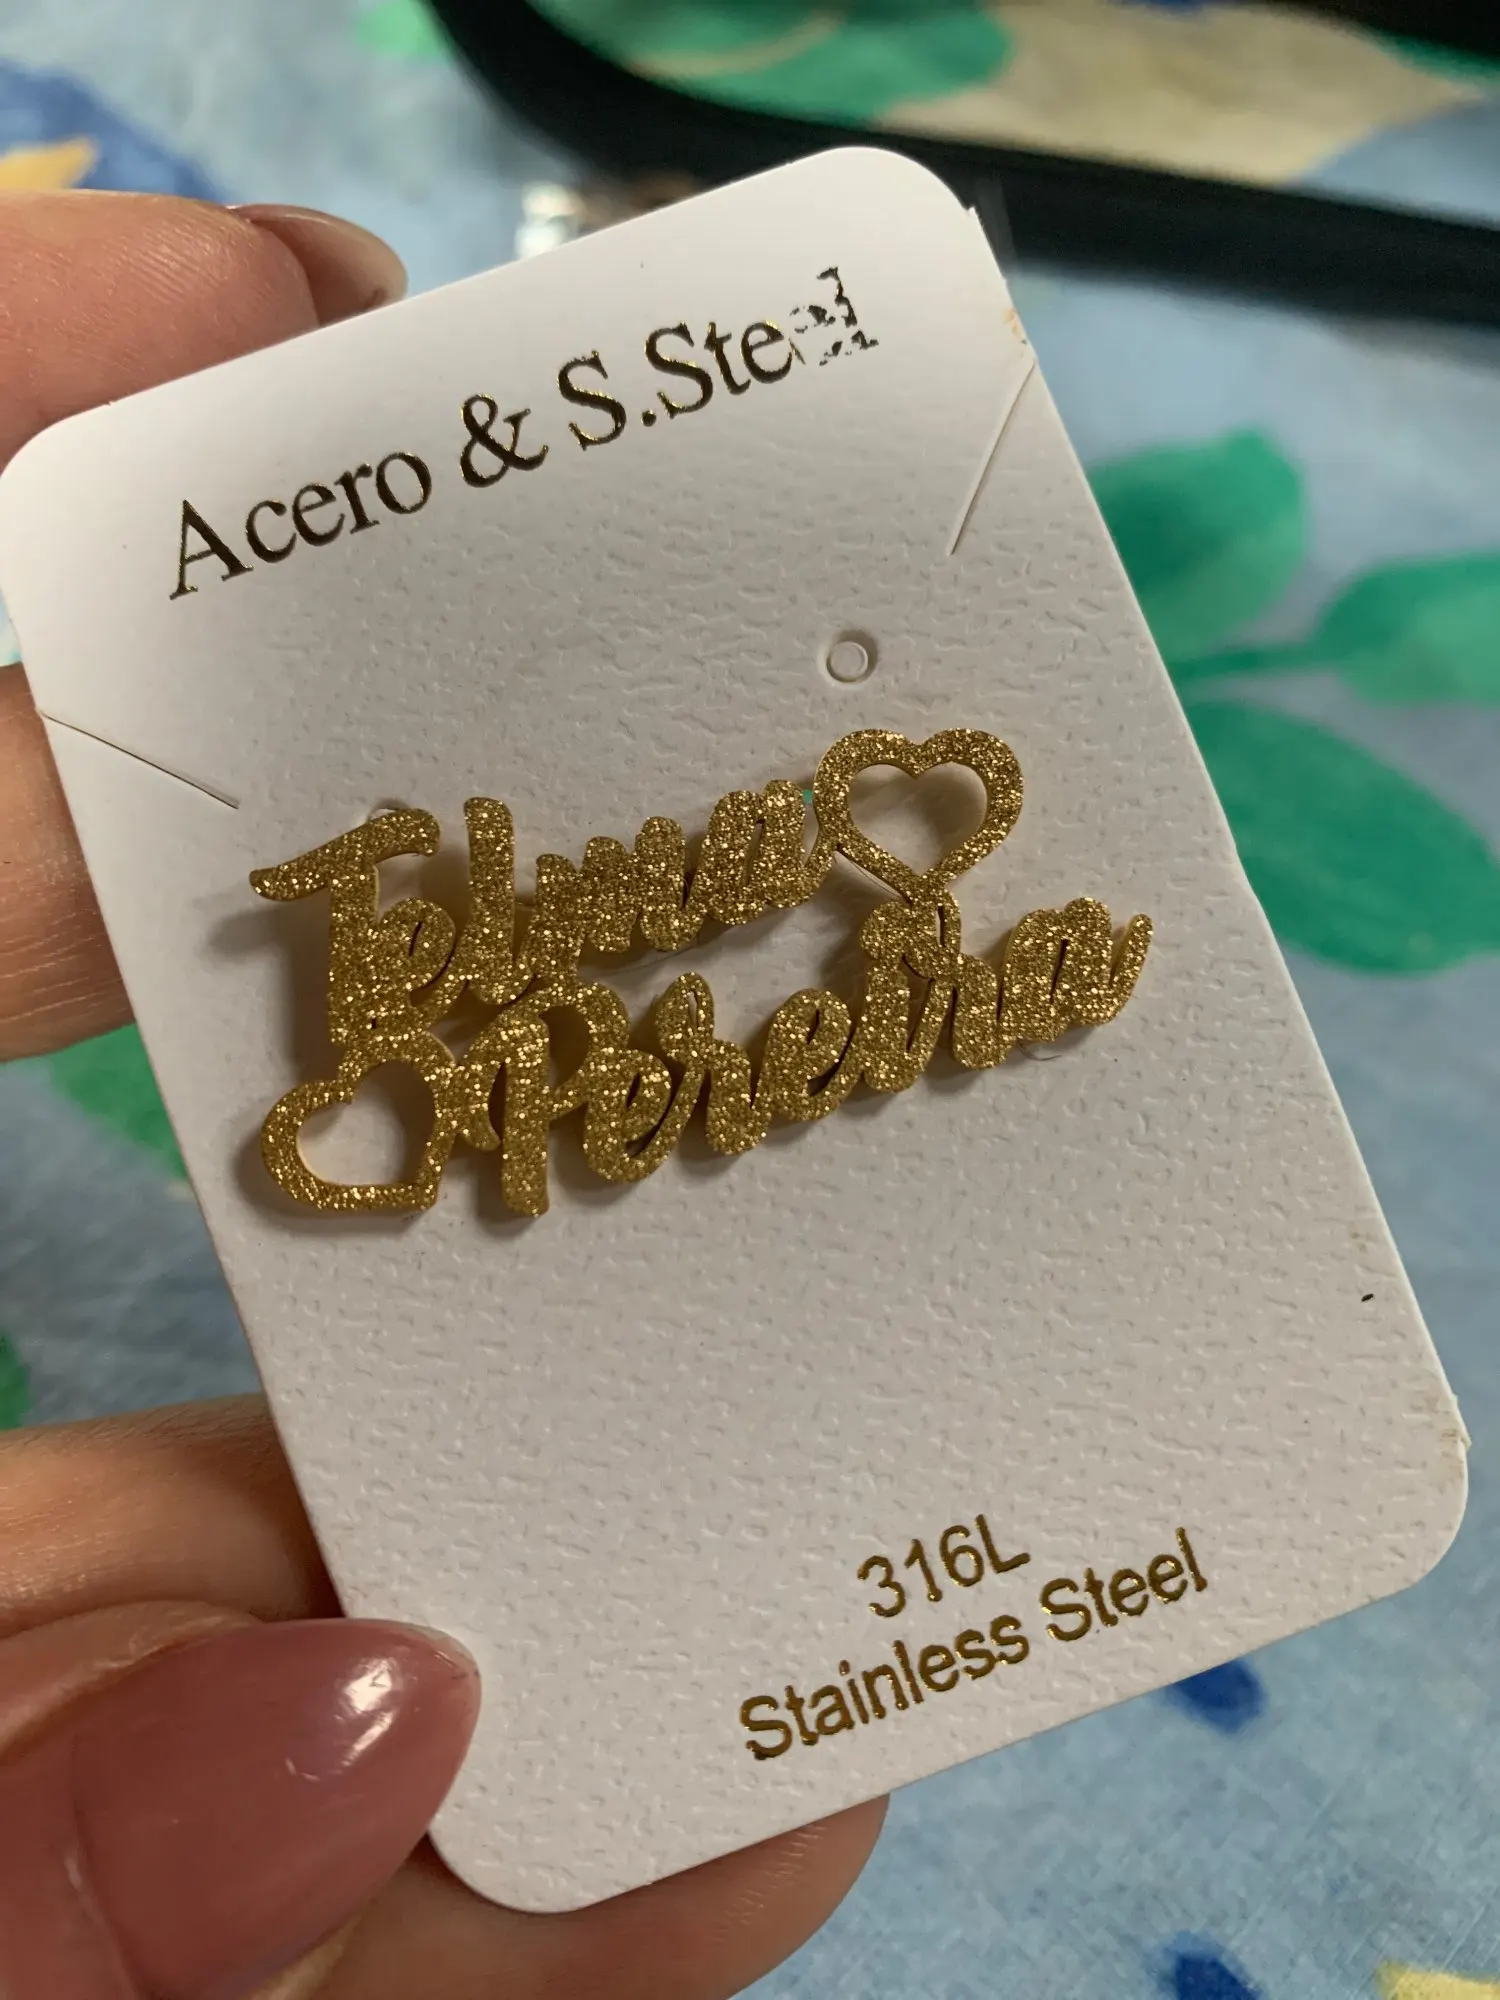 Acero & S.Steel
Telma
Pereira
316L
Stainless Steel